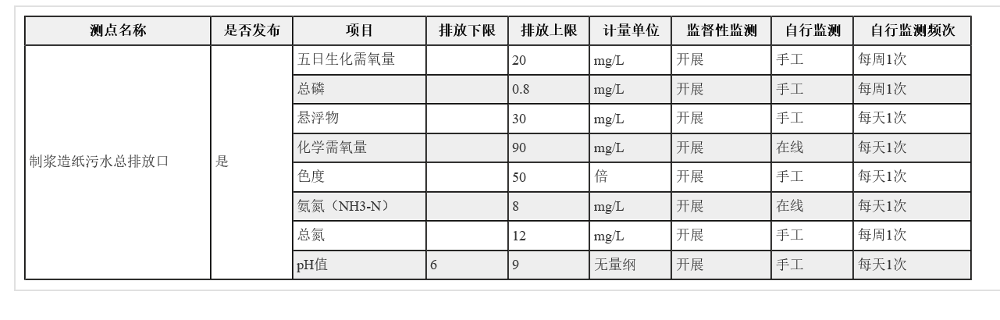 测点名称 是否发布 项目 排放下限 排放上限 计量单位 监督性监测 自行监测 自行监测频次
五日生化需氧量 20 mg/L 开展 手工 每周1次
总磷 0.8 mg/L 开展 手工 每周1次
悬浮物 30 mg/L 开展 手工 每天1次
化学需氧量 90 mg/L 开展 在线 每天1次
制浆造纸污水总排放口 是
色度 50 倍 开展 手工 每天1次
氨氮（NH3-N） 8 mg/L 开展 在线 每天1次
总氮 12 mg/L 开展 手工 每周1次
pH值 6 9 无量纲 开展 手工 每天1次